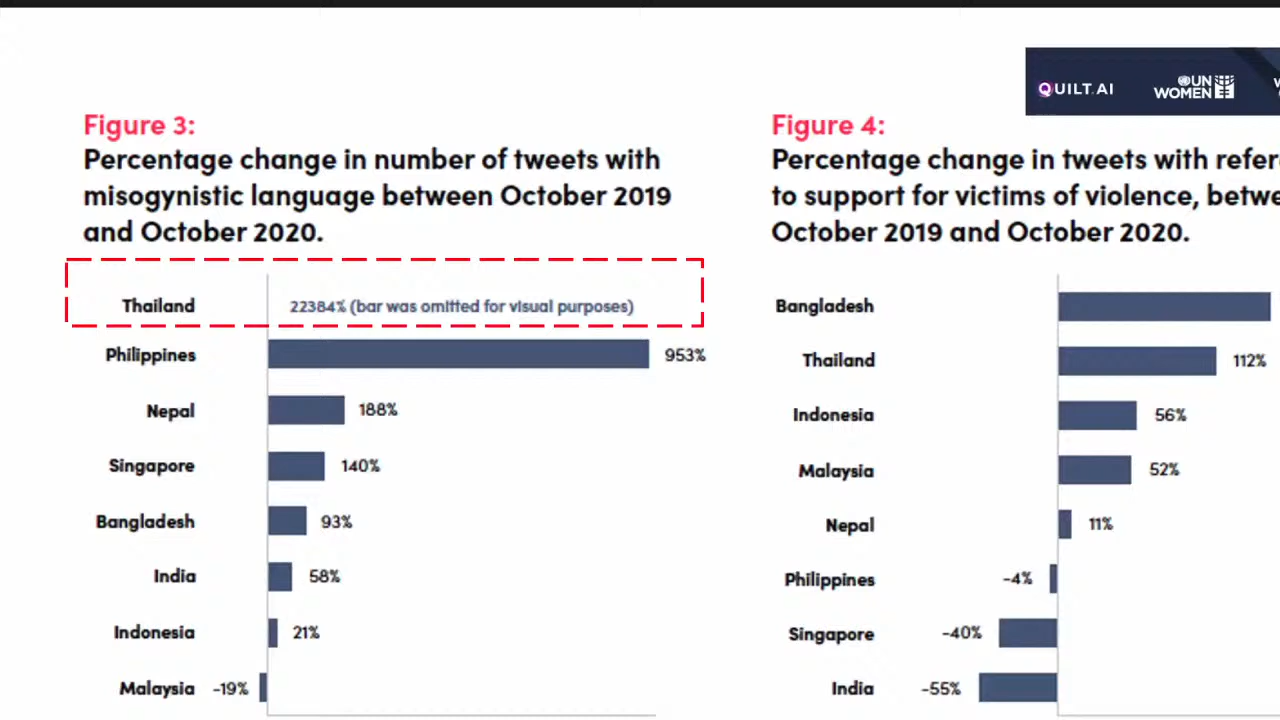 QUILT.AI
UN
WOMEN
Figure 3:
Percentage change in number of tweets with
misogynistic language between October 2019
and October 2020.
Thailand 22384% (bar was omitted for visual purposes)
Philippines 953%
Nepal 188%
Singapore 140%
Bangladesh 93%
India 58%
Indonesia 21%
Malaysia -19%
Figure 4:
Percentage change in tweets with
to support for victims of violence,
October 2019 and October 2020.
Bangladesh
Thailand 112%
Indonesia 56%
Malaysia 52%
Nepal 11%
Philippines -4%
Singapore -40%
India -55%